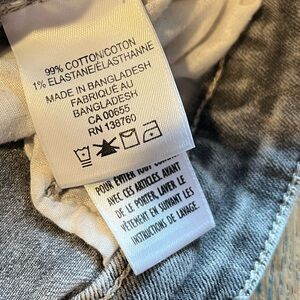 99% COTTON/COTON
1% ELASTANE/ÉLASTHANNE
MADE IN BANGLADESH
FABRIQUÉ AU
BANGLADESH
CA 00655
RN 138760
POUR ÉVITER TOUT
AVEC CES ARTICLES, AVANT
DE LE PORTER, LAVER LE
VÊTEMENT EN SUIVANT LES
INSTRUCTIONS DE LAVAGE.